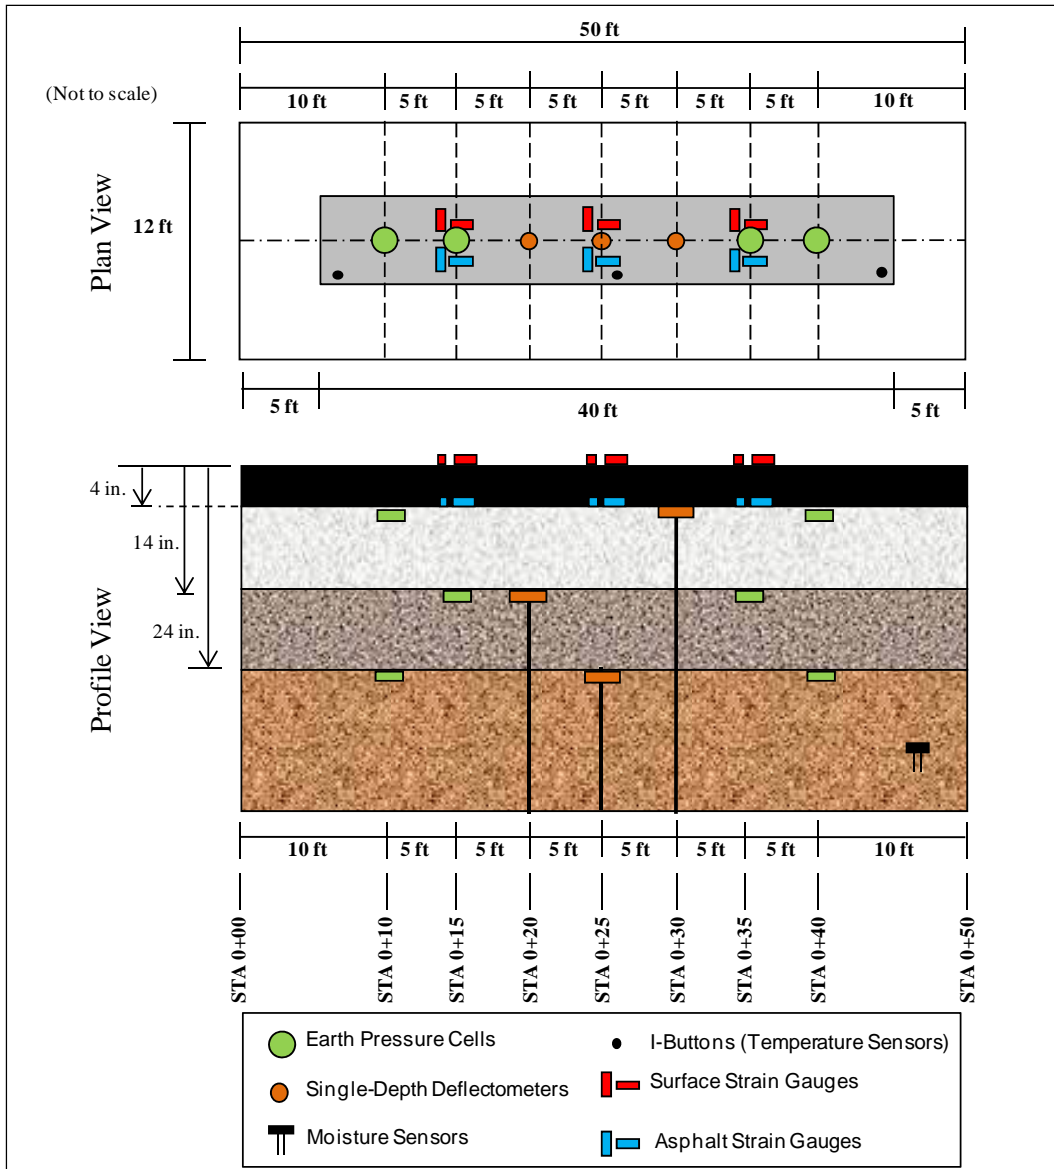 50 ft
(Not to scale)
10 ft 5 ft 5 ft 5 ft 5 ft 5 ft 5 ft 10 ft
Plan View
12 ft
5 ft 40 ft 5 ft
Profile View
4 in.
14 in.
24 in.
10 ft 5 ft 5 ft 5 ft 5 ft 5 ft 5 ft 10 ft
STA 0+00
STA 0+10
STA 0+15
STA 0+20
STA 0+25
STA 0+30
STA 0+35
STA 0+40
STA 0+50
Earth Pressure Cells
I-Buttons (Temperature Sensors)
Single-Depth Deflectometers
Surface Strain Gauges
Moisture Sensors
Asphalt Strain Gauges